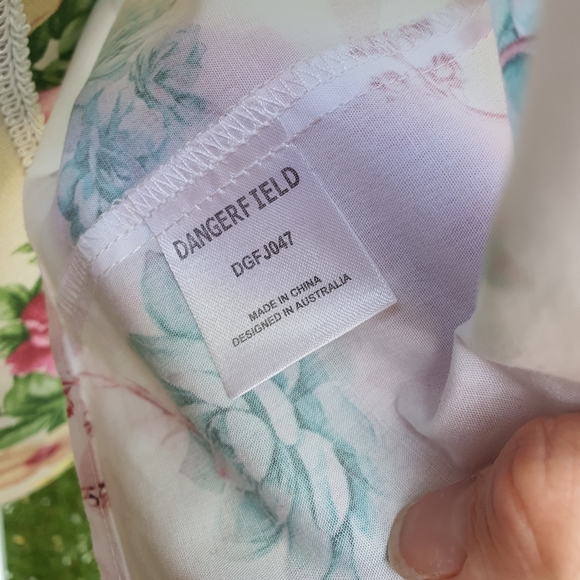 DANGERFIELD
DGFJ047
MADE IN CHINA
DESIGNED IN AUSTRALIA